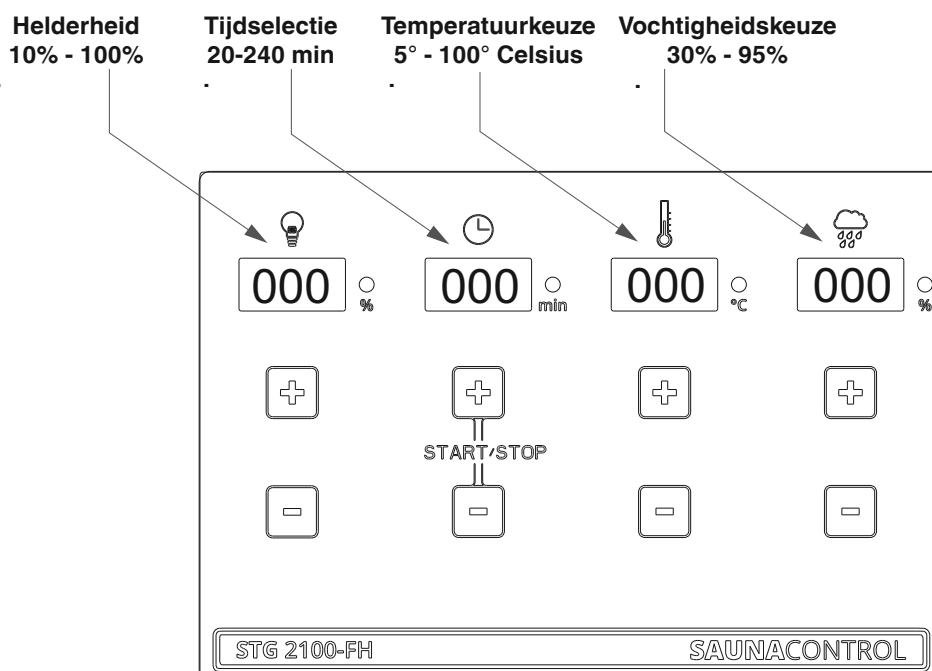 Helderheid Tijdselectie Temperatuurkeuze Vochtigheidskeuze
10% - 100% 20-240 min 5° - 100° Celsius 30% - 95%
. . . .
000 % 000 min 000 °C 000 %
+ + + +
START/STOP
- - - -
STG 2100-FH SAUNACONTROL